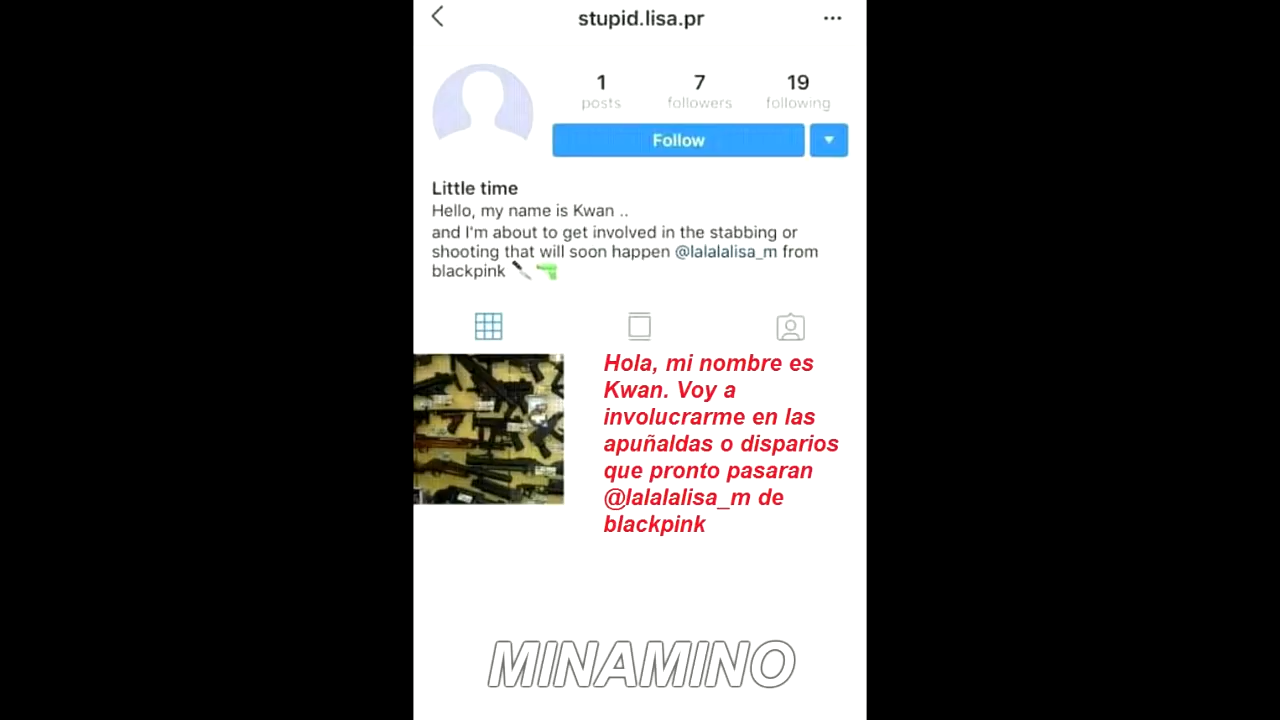 stupid.lisa.pr
1 7 19
posts followers following
Follow
Little time
Hello, my name is Kwan ..
and I'm about to get involved in the stabbing or
shooting that will soon happen @lalalalisa_m from
blackpink
Hola, mi nombre es
Kwan. Voy a
involucrarme en las
apuñaldas o disparios
que pronto pasaran
@lalalalisa_m de
blackpink
MINAMINO